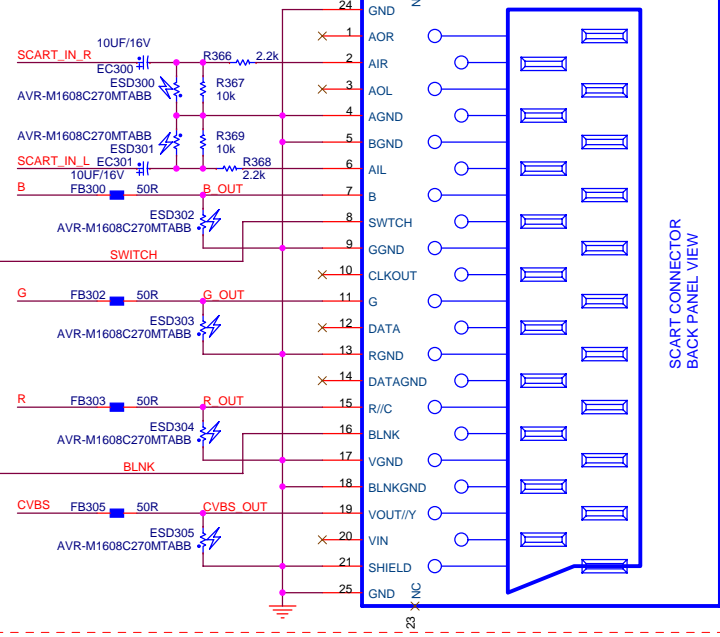 24 GND
1 AOR
10UF/16V
SCART_IN_R
EC300
R366 2.2k
2 AIR
ESD300
AVR-M1608C270MTABB
R367
10k
3 AOL
4 AGND
AVR-M1608C270MTABB
ESD301
R369
10k
5 BGND
SCART_IN_L
EC301
10UF/16V
R368
2.2k
6 AIL
B FB300 50R B_OUT
7 B
ESD302
AVR-M1608C270MTABB
8 SWTCH
SWITCH
9 GGND
10 CLKOUT
G FB302 50R G_OUT
11 G
ESD303
AVR-M1608C270MTABB
12 DATA
13 RGND
14 DATAGND
R FB303 50R R_OUT
15 R//C
ESD304
AVR-M1608C270MTABB
16 BLNK
BLNK
17 VGND
18 BLNKGND
CVBS FB305 50R CVBS_OUT
19 VOUT//Y
ESD305
AVR-M1608C270MTABB
20 VIN
21 SHIELD
25 GND
23 NC
SCART CONNECTOR
BACK PANEL VIEW